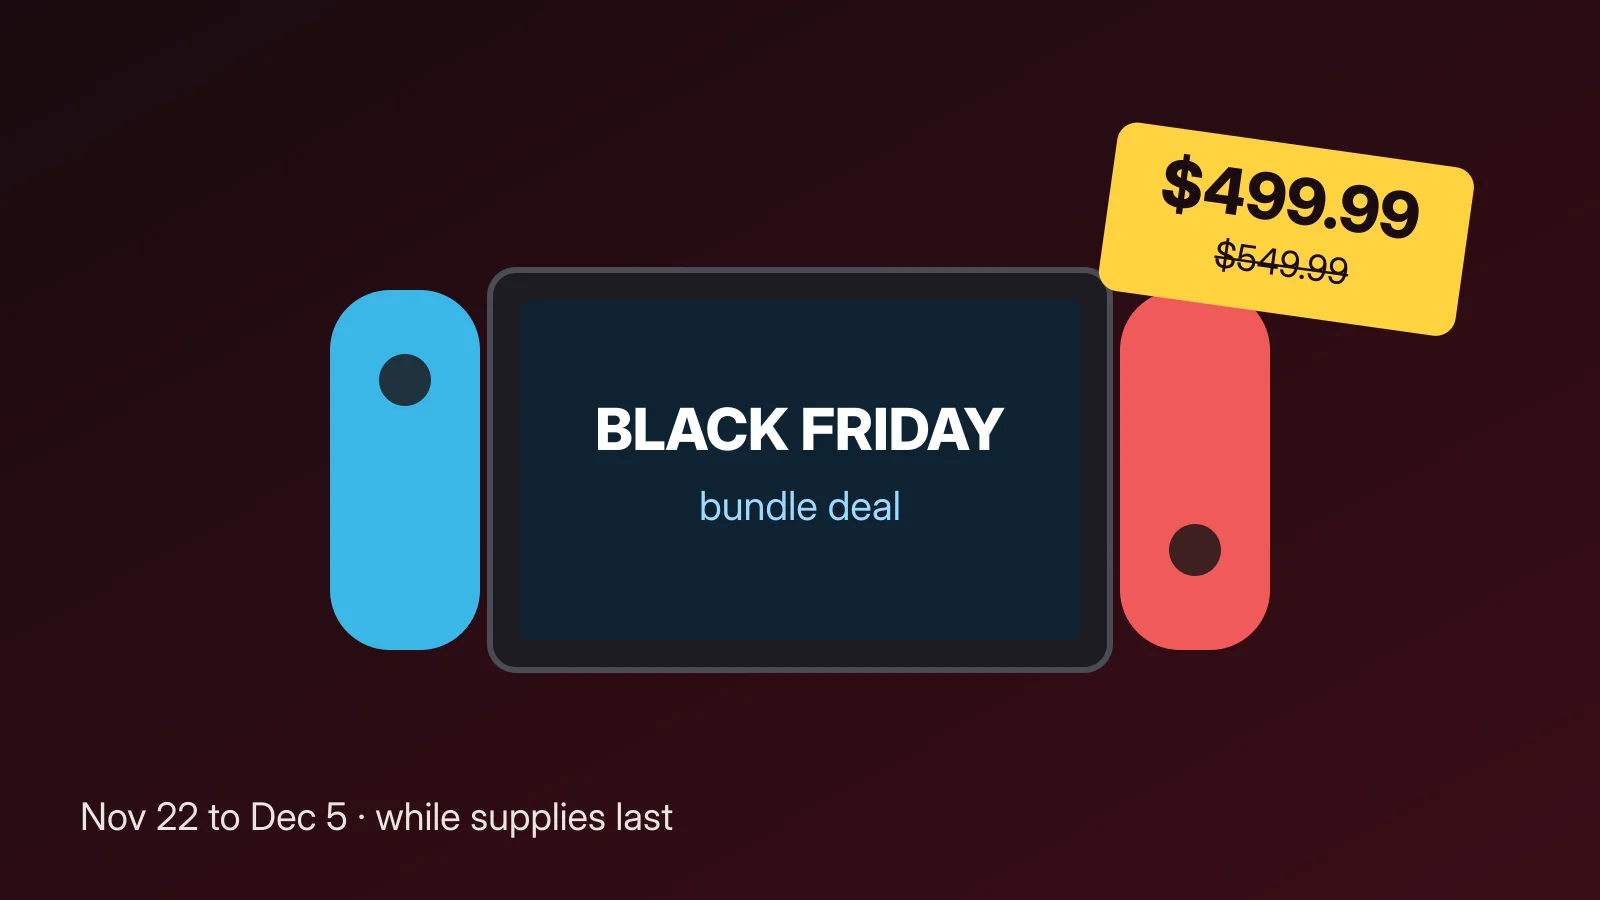 $499.99
$549.99
BLACK FRIDAY
bundle deal
Nov 22 to Dec 5 · while supplies last